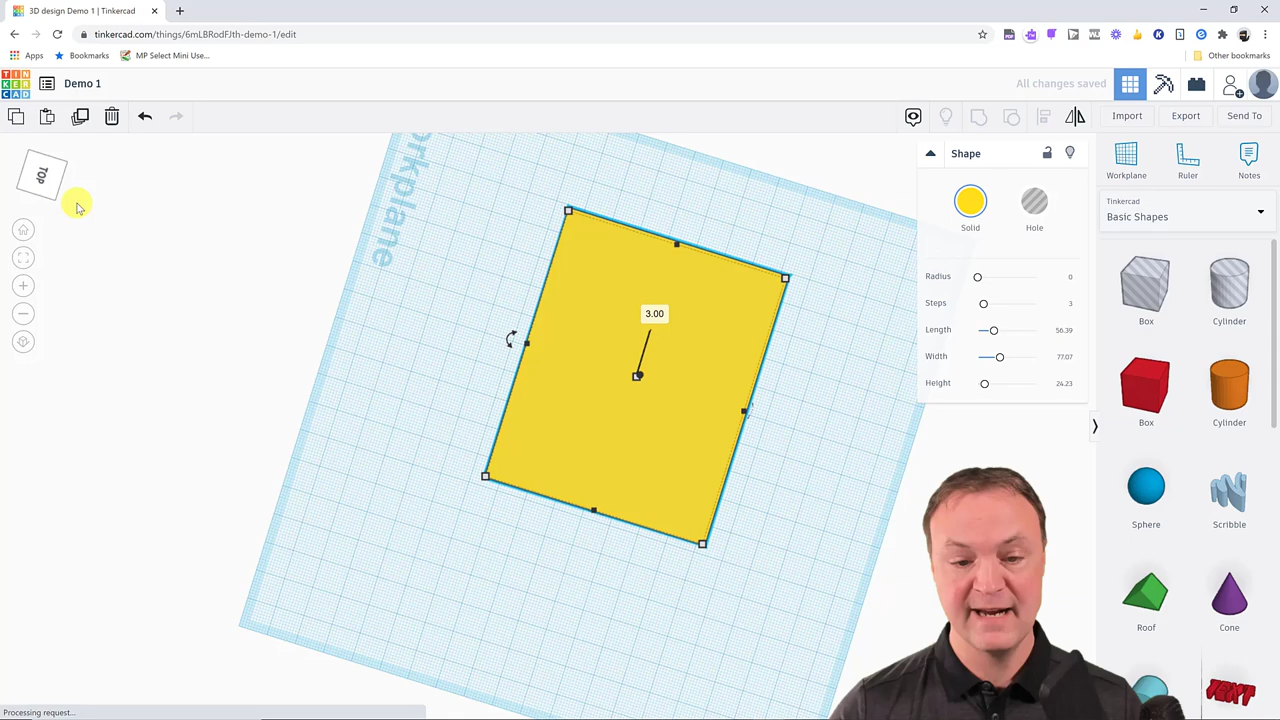 3D design Demo 1 | Tinkercad
tinkercad.com/things/6mLBRodFJth-demo-1/edit
Apps
Bookmarks
MP Select Mini Use...
Other bookmarks
TIN
KER
CAD
Demo 1
All changes saved
Import
Export
Send To
TOP
Workplane
Shape
Solid
Hole
Radius 0
Steps 3
Length 56.39
Width 77.07
Height 24.23
3.00
Workplane
Ruler
Notes
Tinkercad
Basic Shapes
Box
Cylinder
Box
Cylinder
Sphere
Scribble
Roof
Cone
TEXT
Processing request...